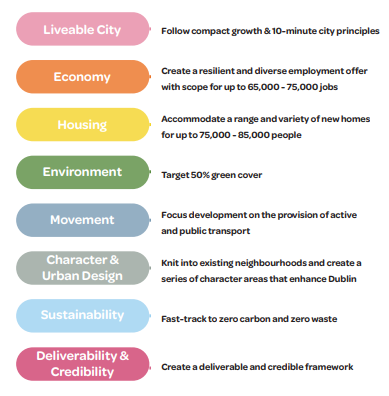 Liveable City
Follow compact growth & 10-minute city principles
Economy
Create a resilient and diverse employment offer
with scope for up to 65,000 - 75,000 jobs
Housing
Accommodate a range and variety of new homes
for up to 75,000 - 85,000 people
Environment
Target 50% green cover
Movement
Focus development on the provision of active
and public transport
Character &
Urban Design
Knit into existing neighbourhoods and create a
series of character areas that enhance Dublin
Sustainability
Fast-track to zero carbon and zero waste
Deliverability &
Credibility
Create a deliverable and credible framework